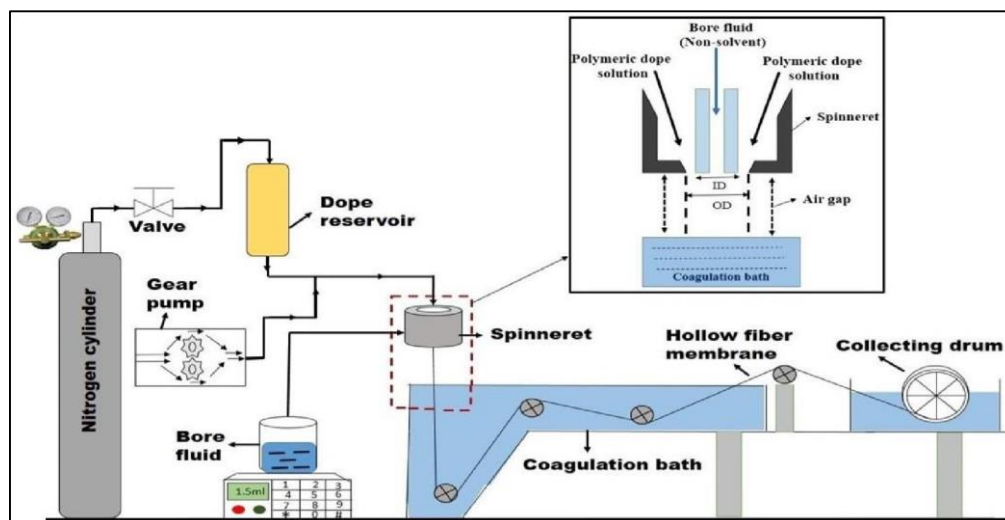 Bore fluid
(Non-solvent)
Polymeric dope
solution
Polymeric dope
solution
Spinneret
ID
OD
Air gap
Coagulation bath
Valve
Dope
reservoir
Gear
pump
Nitrogen cylinder
Spinneret
Hollow fiber
membrane
Collecting drum
Bore
fluid
Coagulation bath
1.5ml
1 2 3
4 5 6
7 8 9
* 0 #